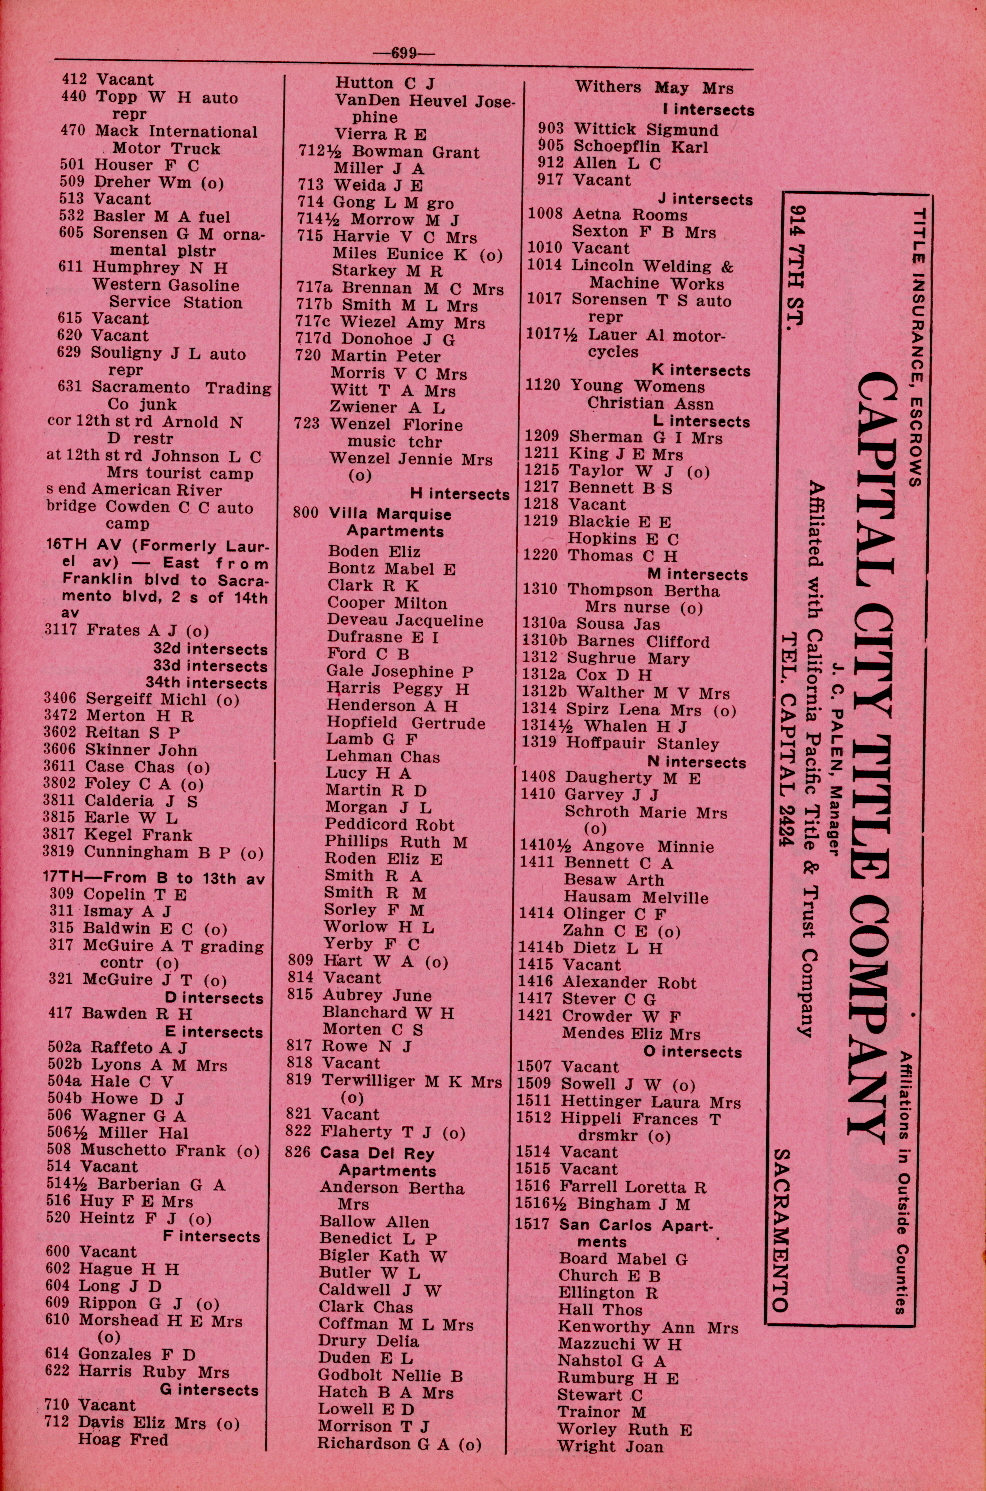 —699—
412 Vacant
440 Topp W H auto
repr
470 Mack International
Motor Truck
501 Houser F C
509 Dreher Wm (o)
513 Vacant
532 Basler M A fuel
605 Sorensen G M orna-
mental plstr
611 Humphrey N H
Western Gasoline
Service Station
615 Vacant
620 Vacant
629 Souligny J L auto
repr
631 Sacramento Trading
Co junk
cor 12th st rd Arnold N
D restr
at 12th st rd Johnson L C
Mrs tourist camp
s end American River
bridge Cowden C C auto
camp
16TH AV (Formerly Laur-
el av) — East from
Franklin blvd to Sacra-
mento blvd, 2 s of 14th
av
3117 Frates A J (o)
32d intersects
33d intersects
34th intersects
3406 Sergeiff Michl (o)
3472 Merton H R
3602 Reitan S P
3606 Skinner John
3611 Case Chas (o)
3802 Foley C A (o)
3811 Calderia J S
3815 Earle W L
3817 Kegel Frank
3819 Cunningham B P (o)
17TH—From B to 13th av
309 Copelin T E
311 Ismay A J
315 Baldwin E C (o)
317 McGuire A T grading
contr (o)
321 McGuire J T (o)
D intersects
417 Bawden R H
E intersects
502a Raffeto A J
502b Lyons A M Mrs
504a Hale C V
504b Howe D J
506 Wagner G A
506½ Miller Hal
508 Muschetto Frank (o)
514 Vacant
514½ Barberian G A
516 Huy F E Mrs
520 Heintz F J (o)
F intersects
600 Vacant
602 Hague H H
604 Long J D
609 Rippon G J (o)
610 Morshead H E Mrs
(o)
614 Gonzales F D
622 Harris Ruby Mrs
G intersects
710 Vacant
712 Davis Eliz Mrs (o)
Hoag Fred
Hutton C J
VanDen Heuvel Jose-
phine
Vierra R E
712½ Bowman Grant
Miller J A
713 Weida J E
714 Gong L M gro
714½ Morrow M J
715 Harvie V C Mrs
Miles Eunice K (o)
Starkey M R
717a Brennan M C Mrs
717b Smith M L Mrs
717c Wiezel Amy Mrs
717d Donohoe J G
720 Martin Peter
Morris V C Mrs
Witt T A Mrs
Zwiener A L
723 Wenzel Florine
music tchr
Wenzel Jennie Mrs
(o)
H intersects
800 Villa Marquise
Apartments
Boden Eliz
Bontz Mabel E
Clark R K
Cooper Milton
Deveau Jacqueline
Dufrasne E I
Ford C B
Gale Josephine P
Harris Peggy H
Henderson A H
Hopfield Gertrude
Lamb G F
Lehman Chas
Lucy H A
Martin R D
Morgan J L
Peddicord Robt
Phillips Ruth M
Roden Eliz E
Smith R A
Smith R M
Sorley F M
Worlow H L
Yerby F C
809 Hart W A (o)
814 Vacant
815 Aubrey June
Blanchard W H
Morten C S
817 Rowe N J
818 Vacant
819 Terwilliger M K Mrs
(o)
821 Vacant
822 Flaherty T J (o)
826 Casa Del Rey
Apartments
Anderson Bertha
Mrs
Ballow Allen
Benedict L P
Bigler Kath W
Butler W L
Caldwell J W
Clark Chas
Coffman M L Mrs
Drury Delia
Duden E L
Godbolt Nellie B
Hatch B A Mrs
Lowell E D
Morrison T J
Richardson G A (o)
Withers May Mrs
I intersects
903 Wittick Sigmund
905 Schoepflin Karl
912 Allen L C
917 Vacant
J intersects
1008 Aetna Rooms
Sexton F B Mrs
1010 Vacant
1014 Lincoln Welding &
Machine Works
1017 Sorensen T S auto
repr
1017½ Lauer Al motor-
cycles
K intersects
1120 Young Womens
Christian Assn
L intersects
1209 Sherman G I Mrs
1211 King J E Mrs
1215 Taylor W J (o)
1217 Bennett B S
1218 Vacant
1219 Blackie E E
Hopkins E C
1220 Thomas C H
M intersects
1310 Thompson Bertha
Mrs nurse (o)
1310a Sousa Jas
1310b Barnes Clifford
1312 Sughrue Mary
1312a Cox D H
1312b Walther M V Mrs
1314 Spirz Lena Mrs (o)
1314½ Whalen H J
1319 Hoffpauir Stanley
N intersects
1408 Daugherty M E
1410 Garvey J J
Schroth Marie Mrs
(o)
1410½ Angove Minnie
1411 Bennett C A
Besaw Arth
Hausam Melville
1414 Olinger C F
Zahn C E (o)
1414b Dietz L H
1415 Vacant
1416 Alexander Robt
1417 Stever C G
1421 Crowder W F
Mendes Eliz Mrs
O intersects
1507 Vacant
1509 Sowell J W (o)
1511 Hettinger Laura Mrs
1512 Hippeli Frances T
drsmkr (o)
1514 Vacant
1515 Vacant
1516 Farrell Loretta R
1516½ Bingham J M
1517 San Carlos Apart-
ments
Board Mabel G
Church E B
Ellington R
Hall Thos
Kenworthy Ann Mrs
Mazzuchi W H
Nahstol G A
Rumburg H E
Stewart C
Trainor M
Worley Ruth E
Wright Joan
TITLE INSURANCE, ESCROWS Affiliations in Outside Counties
CAPITAL CITY TITLE COMPANY
J. C. PALEN, Manager
Affiliated with California Pacific Title & Trust Company
914 7TH ST. TEL. CAPITAL 2424 SACRAMENTO